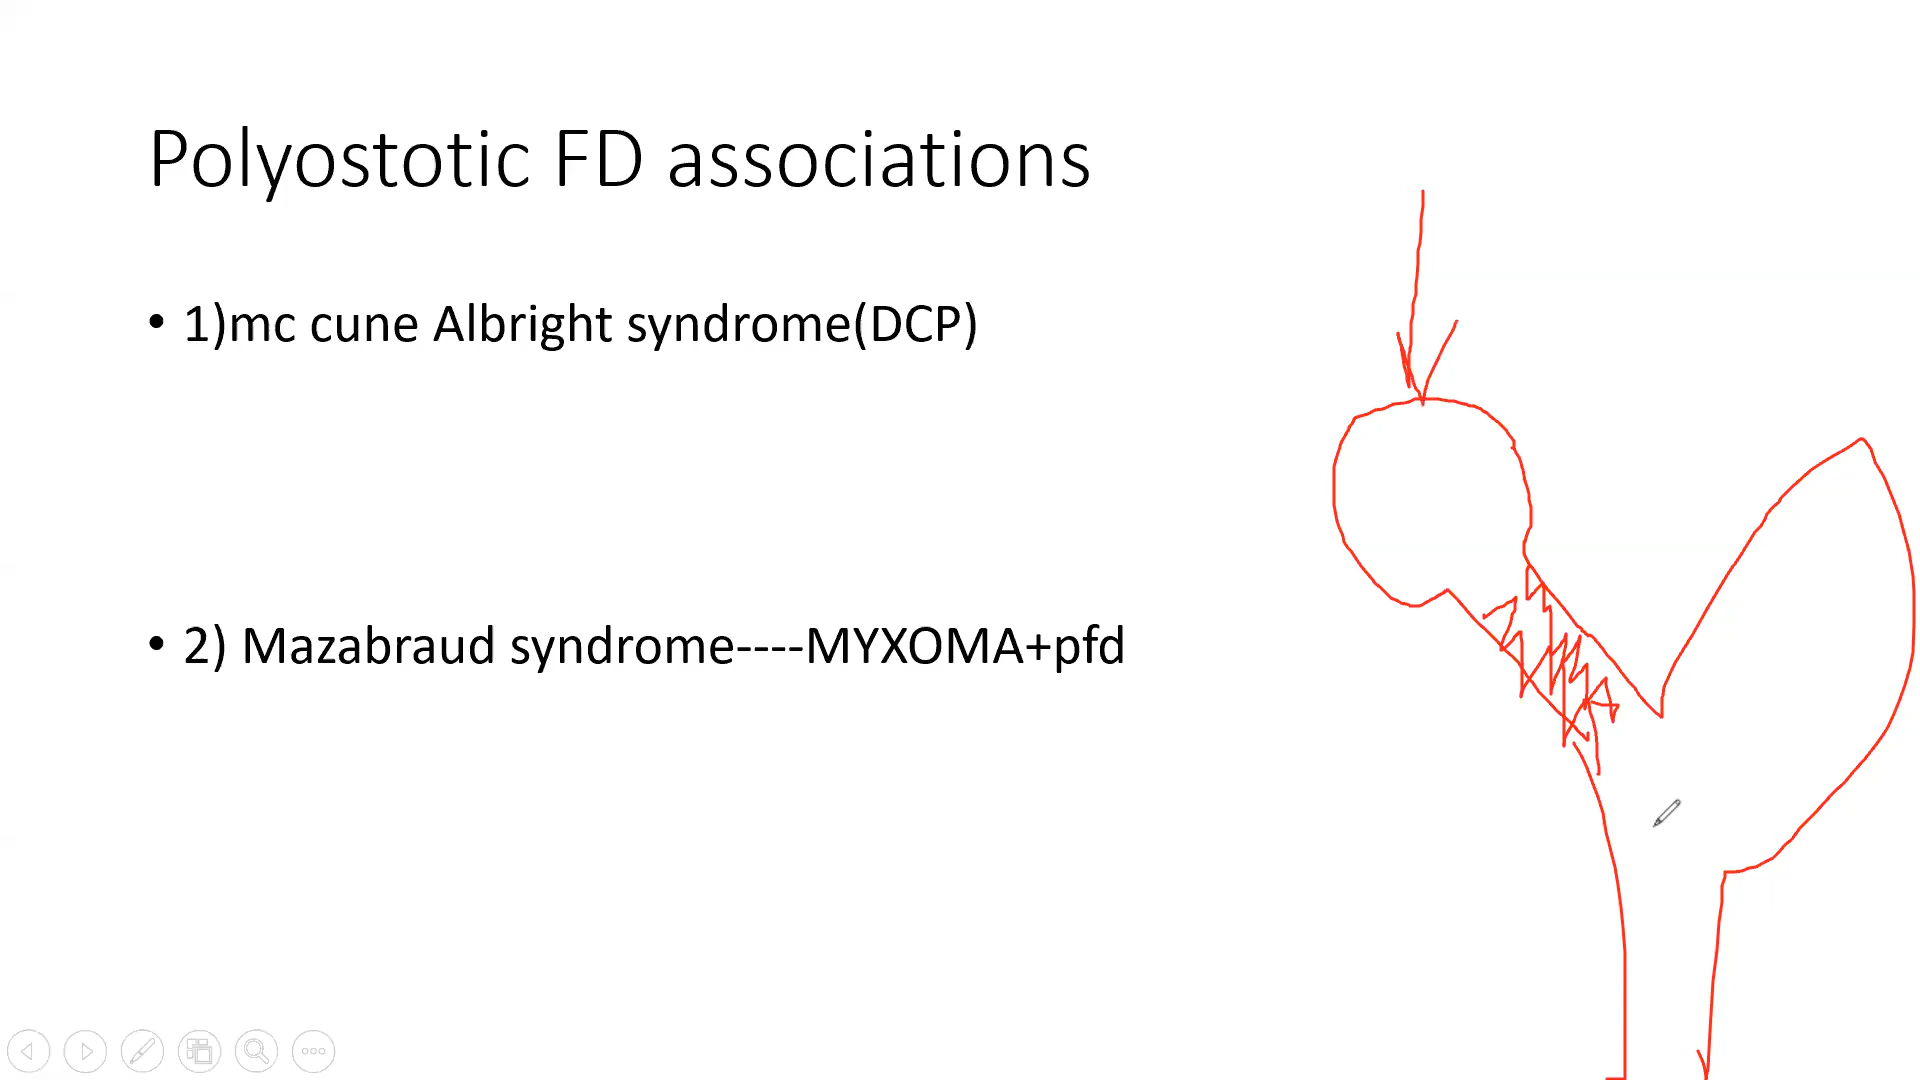 Polyostotic FD associations
• 1)mc cune Albright syndrome(DCP)
• 2) Mazabraud syndrome----MYXOMA+pfd